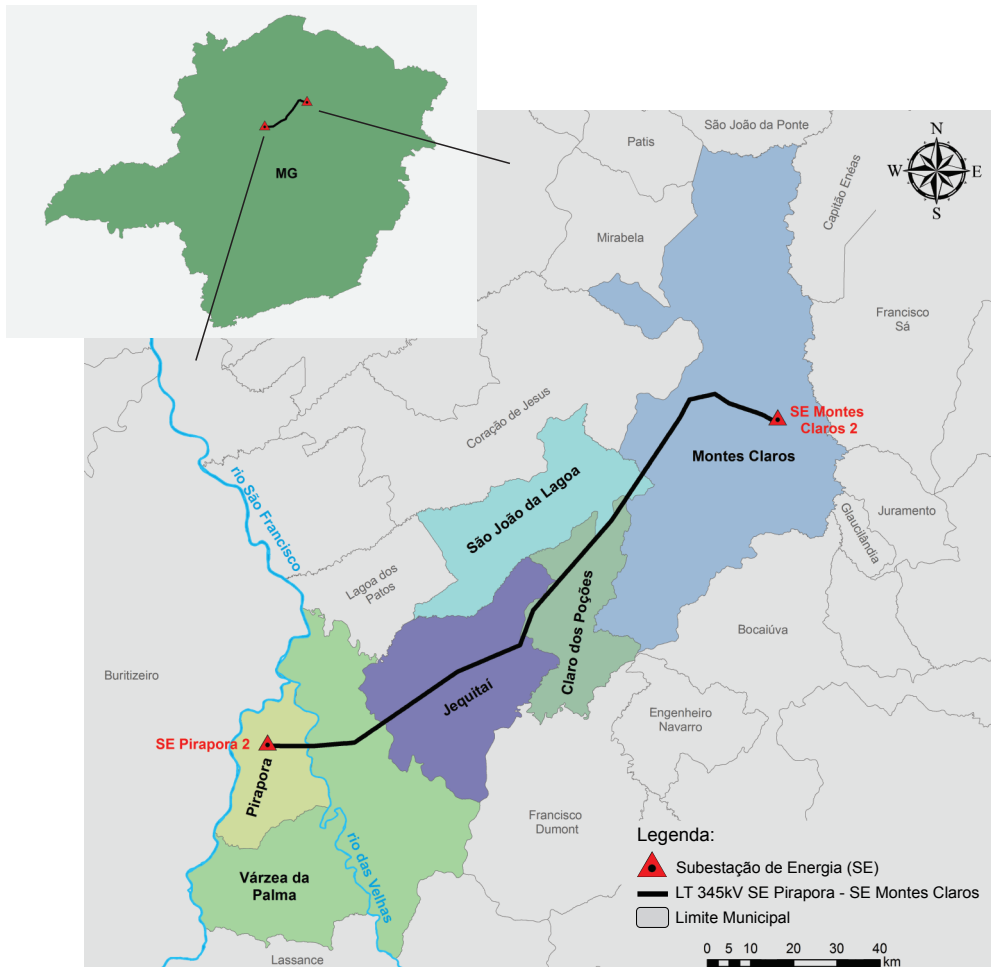 MG
São João da Ponte
Patis
Capitão Enéas
N
W
E
S
Mirabela
Francisco
Sá
Coração de Jesus
SE Montes
Claros 2
Montes Claros
rio São Francisco
São João da Lagoa
Juramento
Glaucilândia
Lagoa dos
Patos
Claro dos Poções
Bocaiúva
Buritizeiro
Jequitaí
Engenheiro
Navarro
SE Pirapora 2
Pirapora
Francisco
Dumont
rio das Velhas
Várzea da
Palma
Lassance
Legenda:
Subestação de Energia (SE)
LT 345kV SE Pirapora - SE Montes Claros
Limite Municipal
0 5 10 20 30 40
km